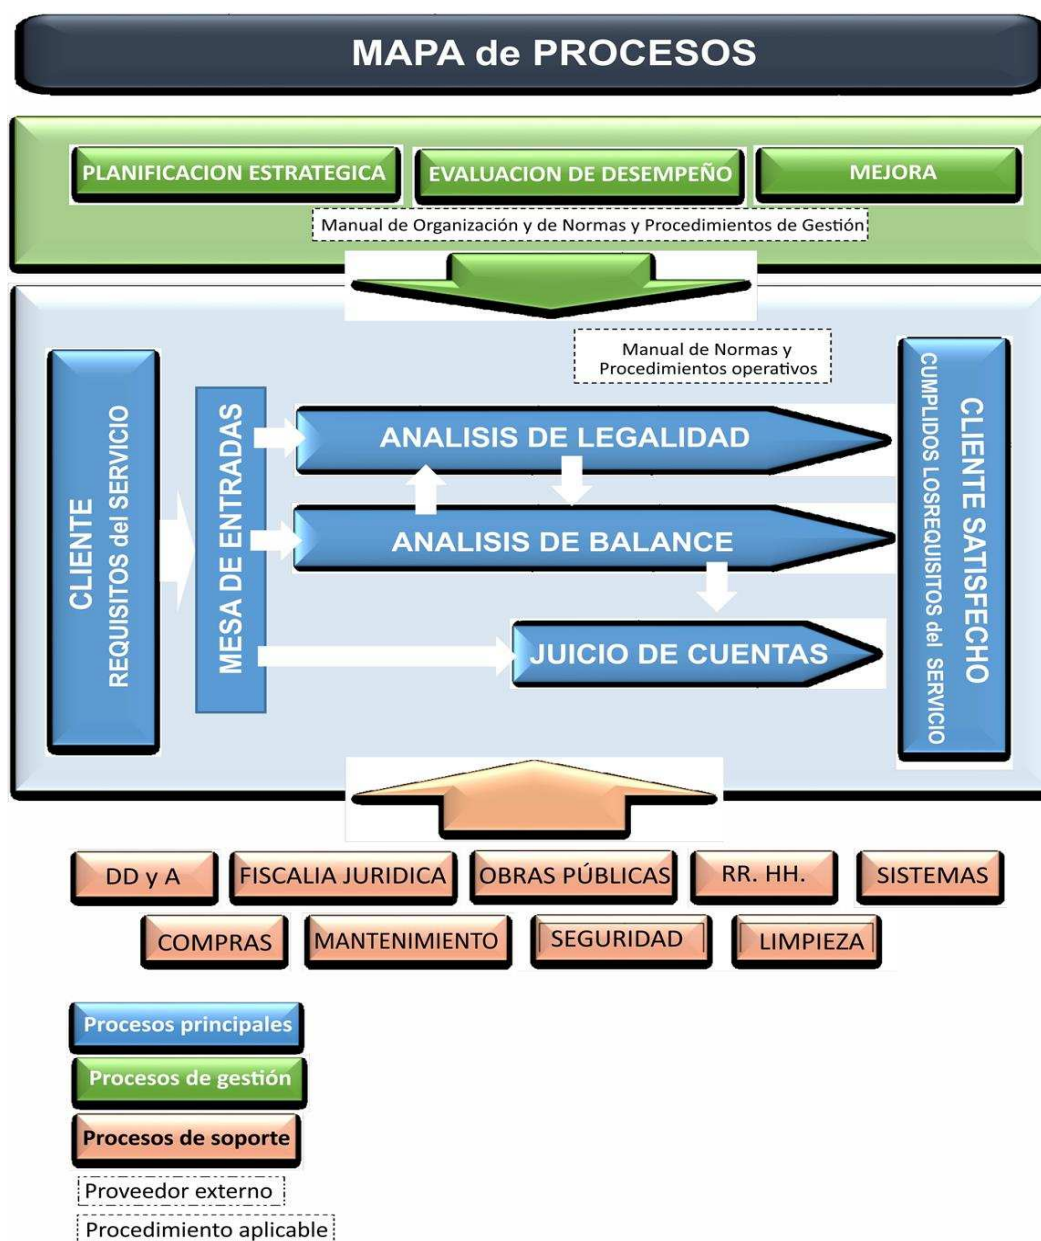 MAPA de PROCESOS
PLANIFICACION ESTRATEGICA
EVALUACION DE DESEMPEÑO
MEJORA
Manual de Organización y de Normas y Procedimientos de Gestión
Manual de Normas y
Procedimientos operativos
CLIENTE
REQUISITOS del SERVICIO
MESA DE ENTRADAS
ANALISIS DE LEGALIDAD
ANALISIS DE BALANCE
JUICIO DE CUENTAS
CLIENTE SATISFECHO
CUMPLIDOS LOSREQUISITOS del SERVICIO
DD y A
FISCALIA JURIDICA
OBRAS PÚBLICAS
RR. HH.
SISTEMAS
COMPRAS
MANTENIMIENTO
SEGURIDAD
LIMPIEZA
Procesos principales
Procesos de gestión
Procesos de soporte
Proveedor externo
Procedimiento aplicable